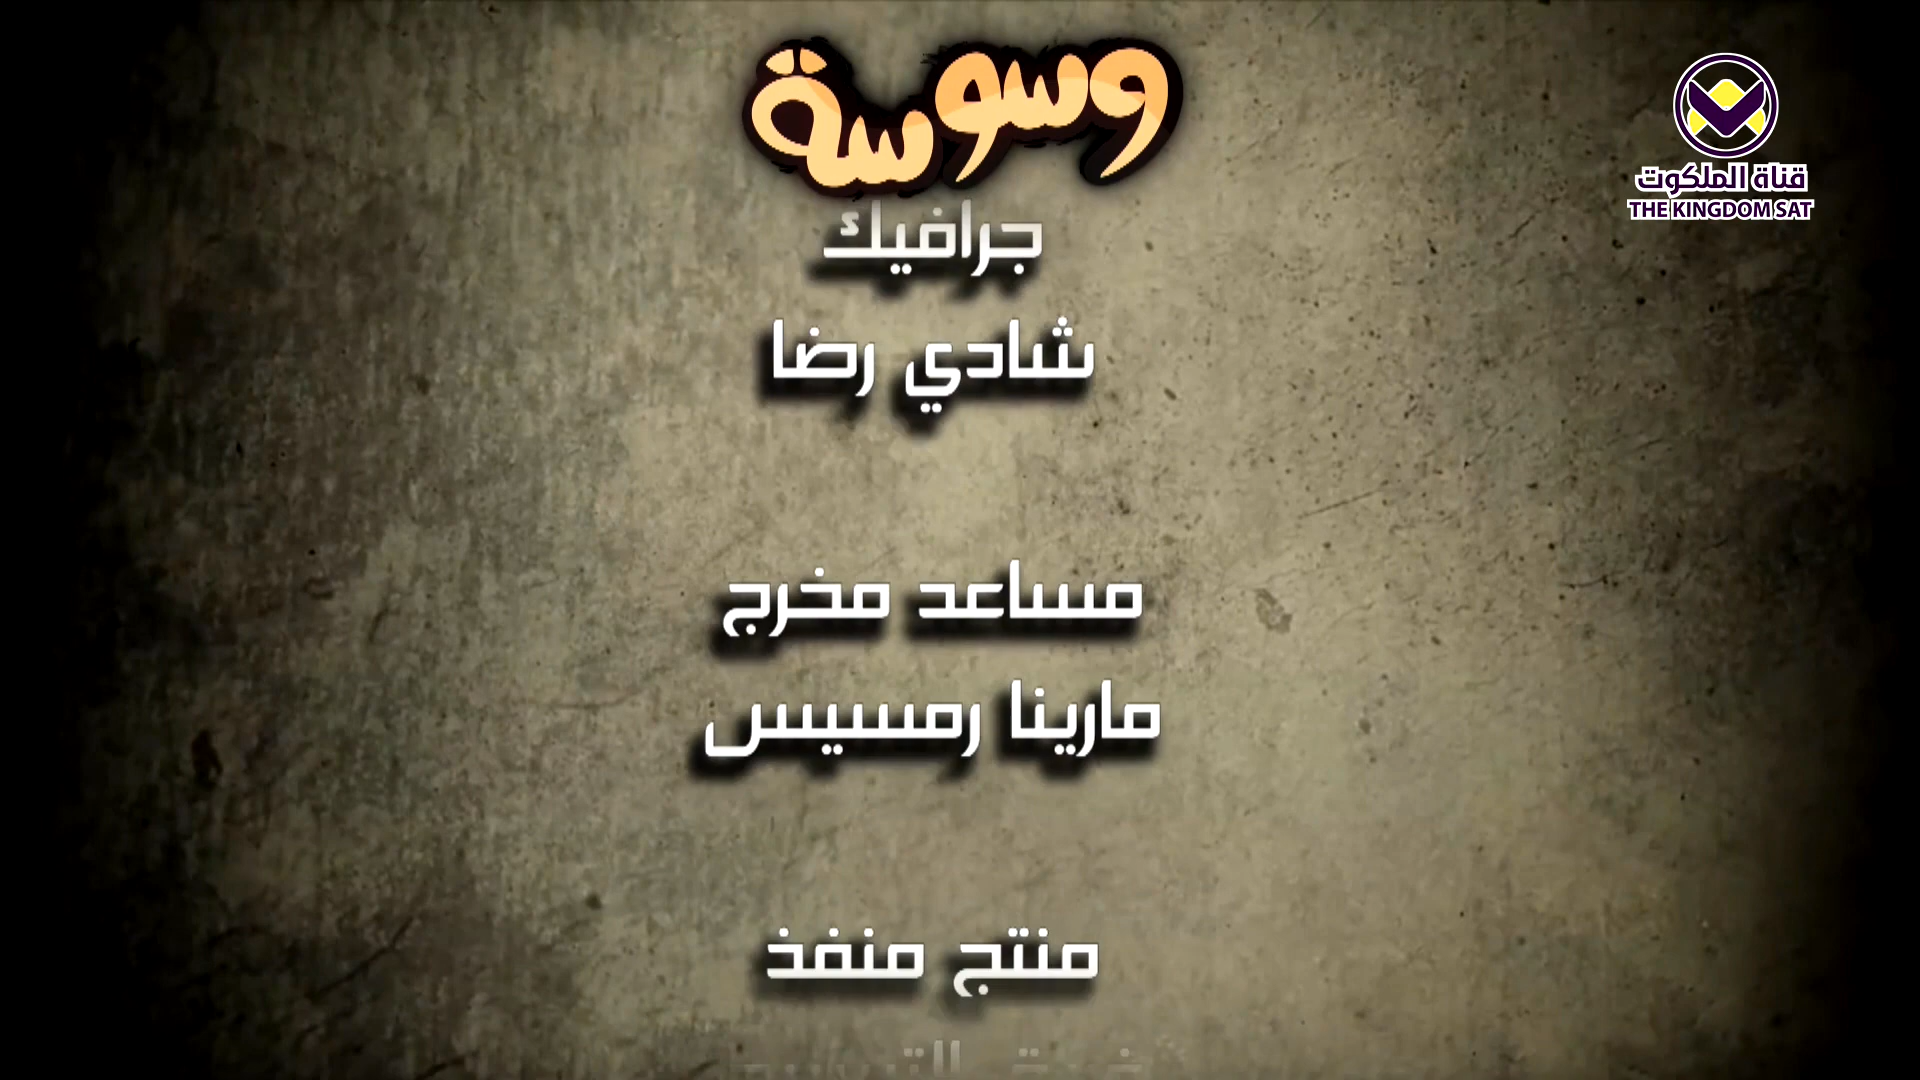 وسوسة
قناة الملكوت
THE KINGDOM SAT
جرافيك
شادي رضا
مساعد مخرج
مارينا رمسيس
منتج منفذ